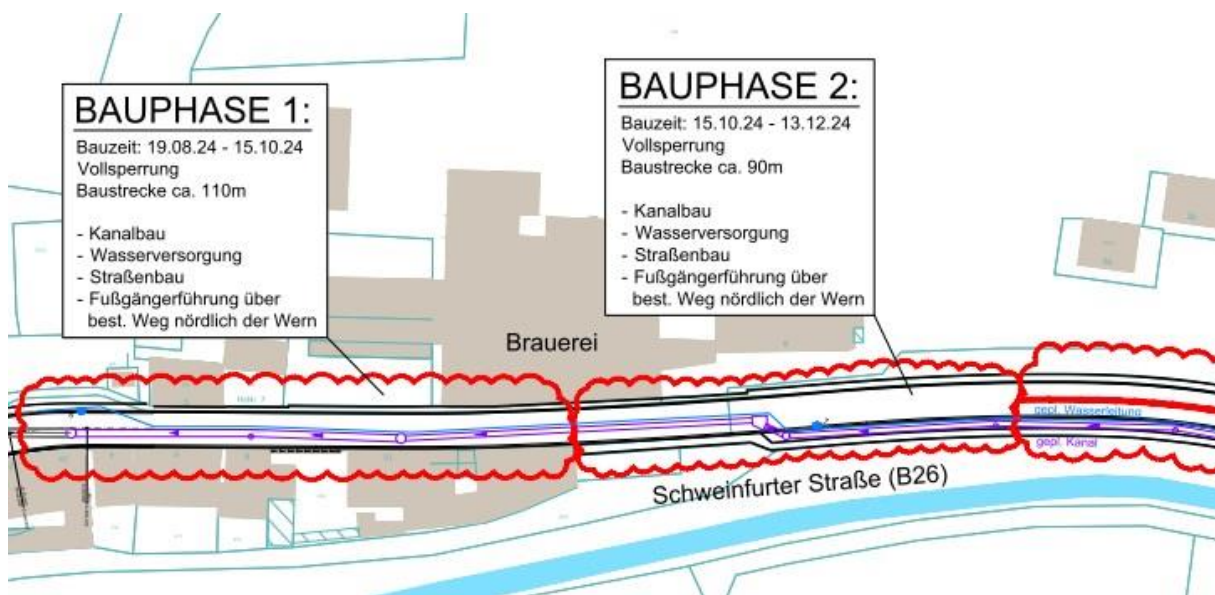 BAUPHASE 1:
Bauzeit: 19.08.24 - 15.10.24
Vollsperrung
Baustrecke ca. 110m
- Kanalbau
- Wasserversorgung
- Straßenbau
- Fußgängerführung über
best. Weg nördlich der Wern
BAUPHASE 2:
Bauzeit: 15.10.24 - 13.12.24
Vollsperrung
Baustrecke ca. 90m
- Kanalbau
- Wasserversorgung
- Straßenbau
- Fußgängerführung über
best. Weg nördlich der Wern
Brauerei
gepl. Wasserleitung
gepl. Kanal
Schweinfurter Straße (B26)